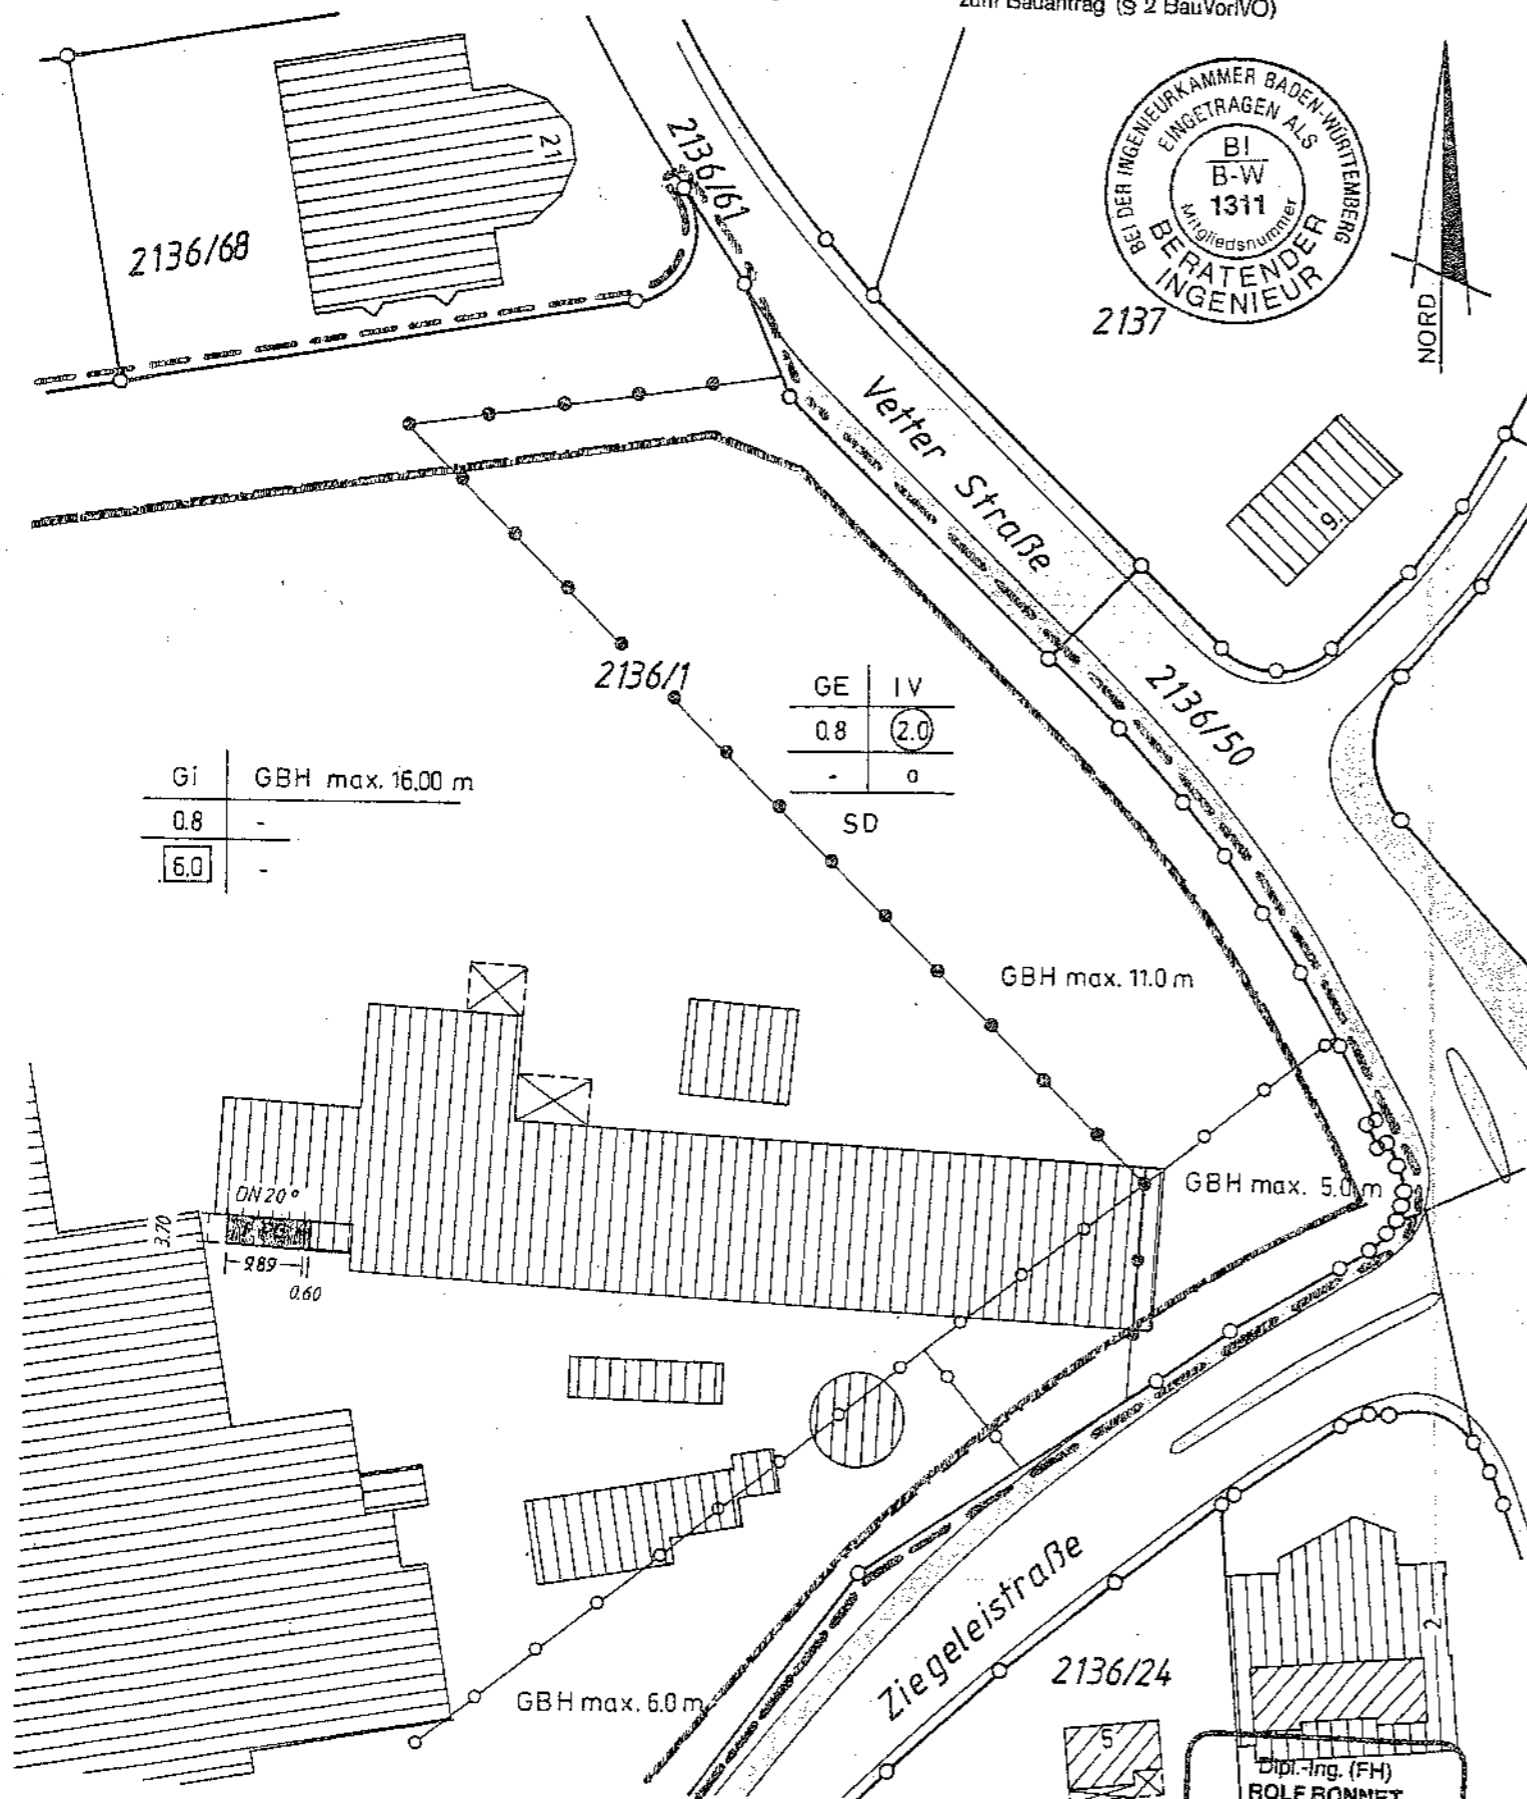 zum Bauantrag (§ 2 BauVorlVO)
BEI DER INGENIEURKAMMER BADEN-WÜRTTEMBERG
EINGETRAGEN ALS
BI
B-W
1311
Mitgliedsnummer
BERATENDER
INGENIEUR
NORD
21
2136/61
2136/68
2137
Vetter Straße
9
2136/1
GE IV
0.8 2.0
- o
SD
2136/50
Gi GBH max. 16.00 m
0.8 -
6.0 -
GBH max. 11.0 m
GBH max. 5.0 m
DN 20°
3.70
9.89
0.60
GBH max. 6.0 m
Ziegeleistraße
2136/24
2
5
Dipl.-Ing. (FH)
ROLF BONNET